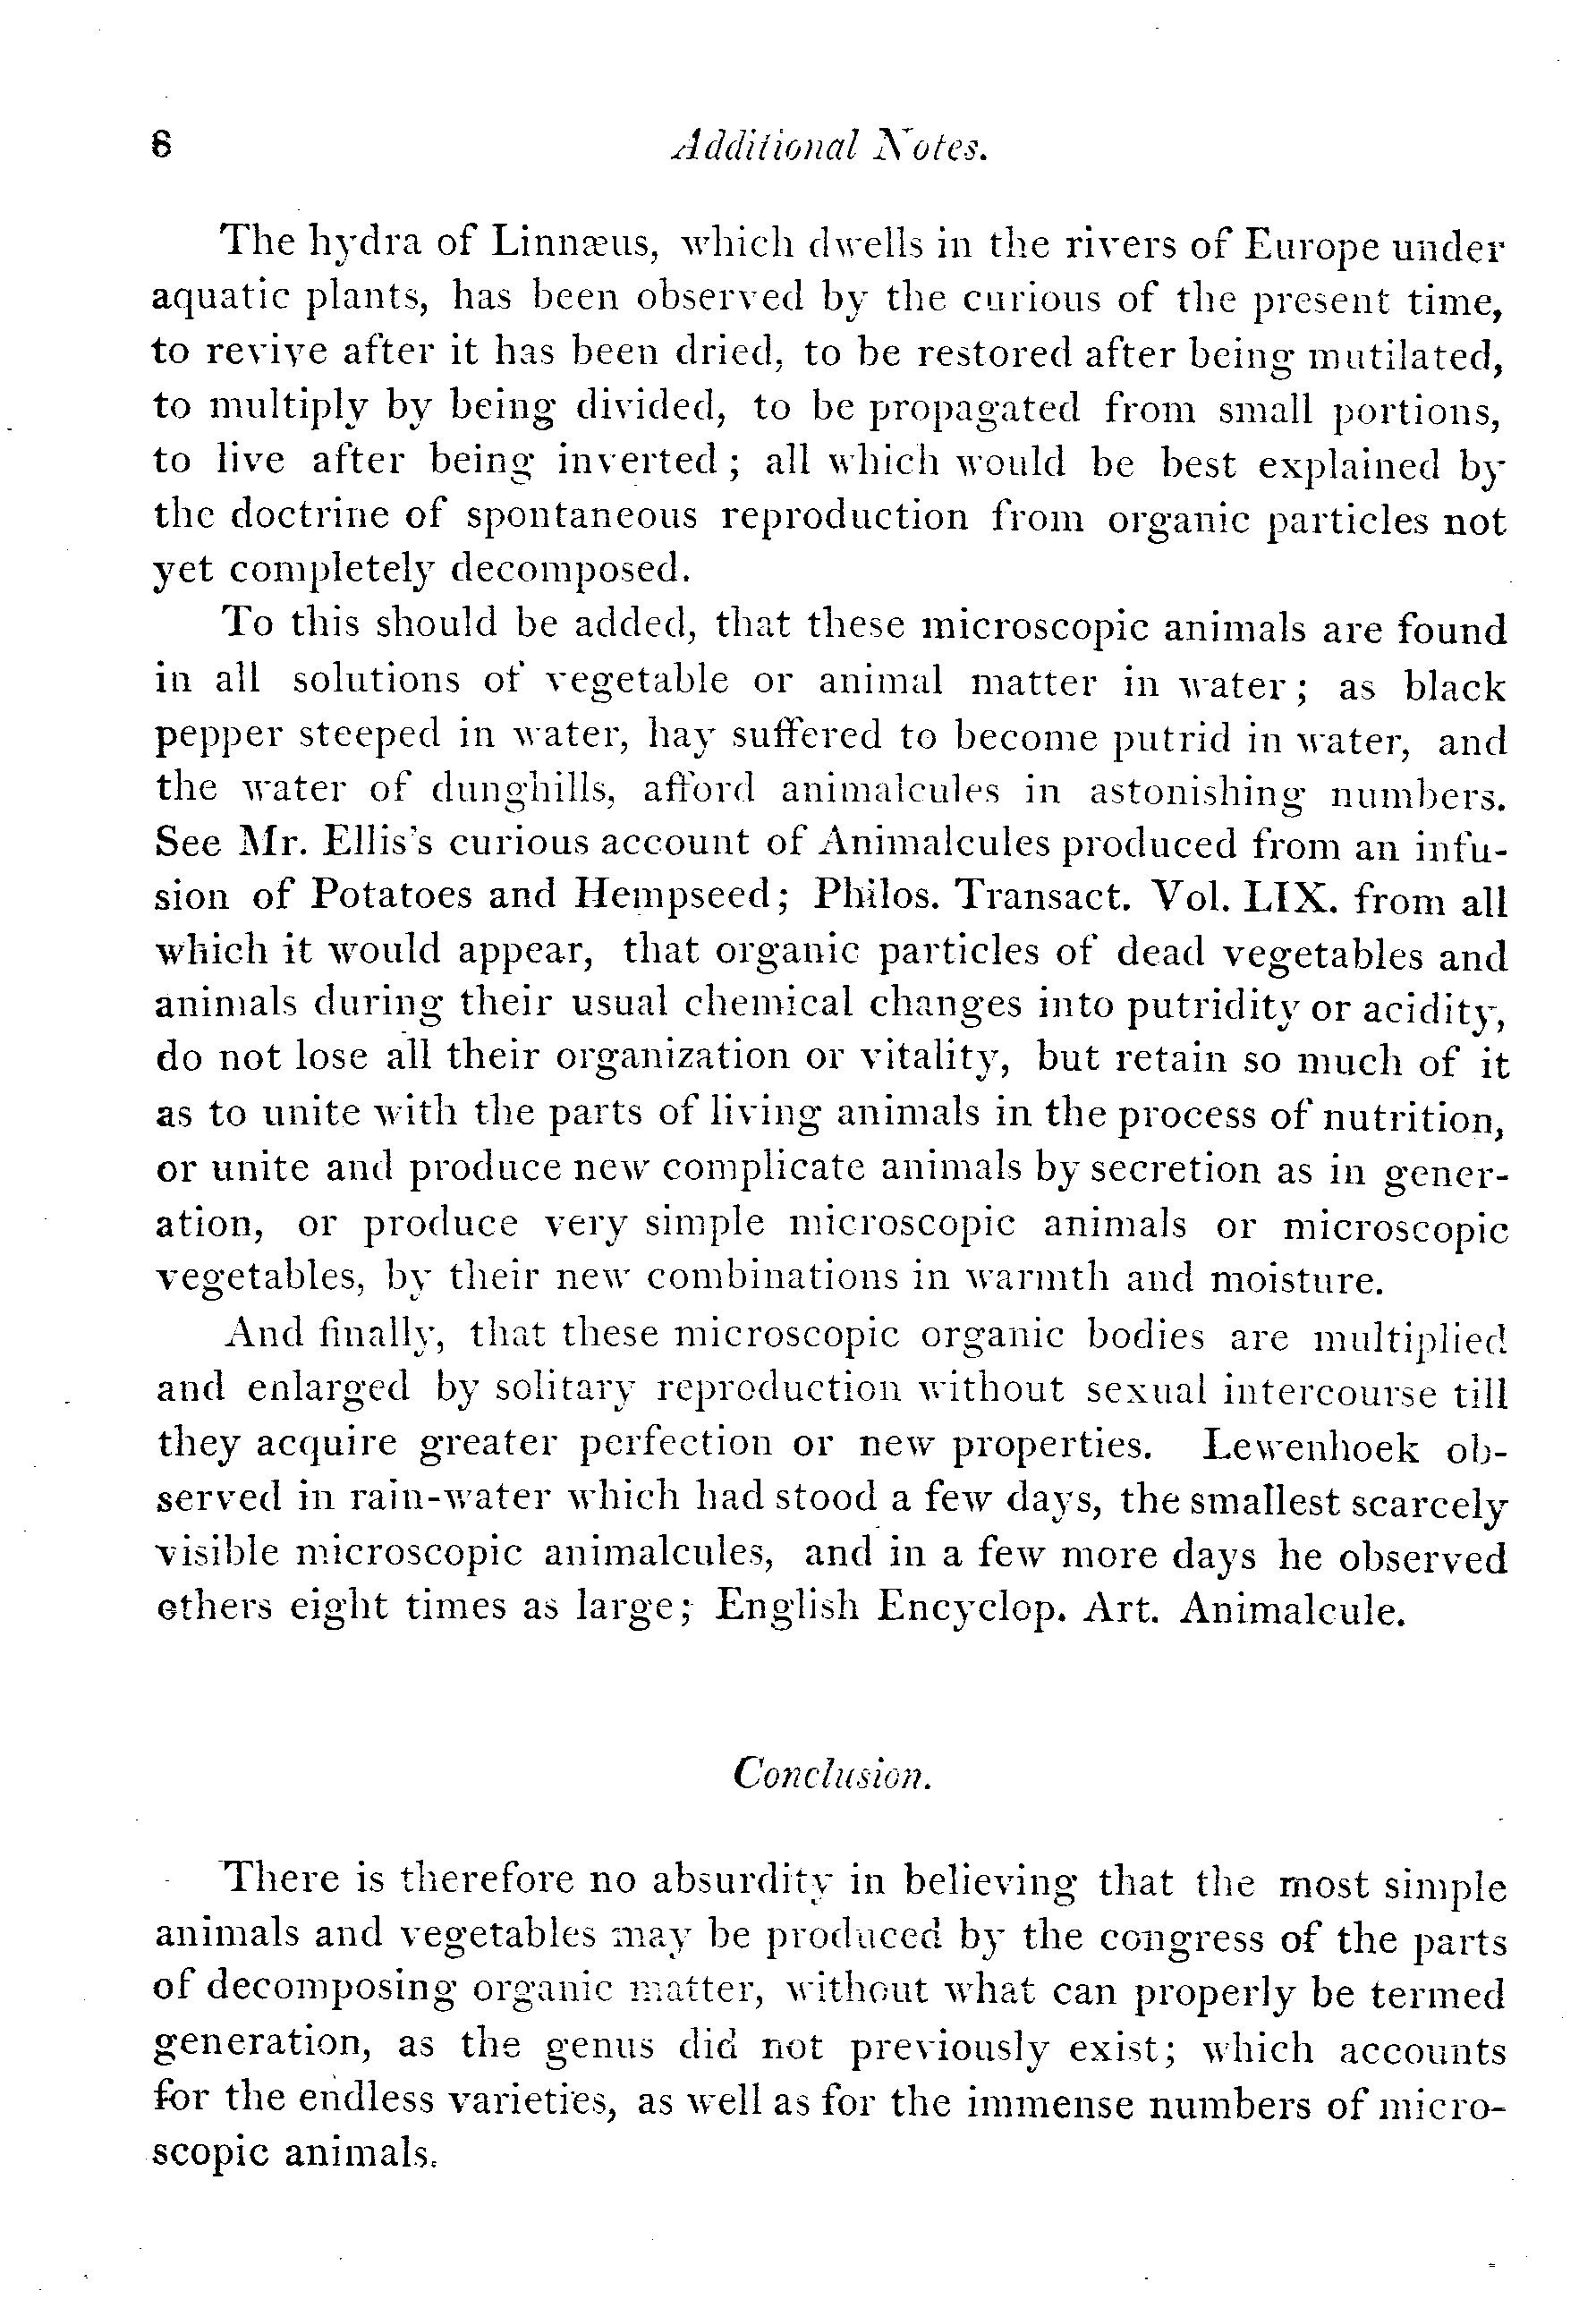 6 Additional Notes.
The hydra of Linnæus, which dwells in the rivers of Europe under
aquatic plants, has been observed by the curious of the present time,
to revive after it has been dried, to be restored after being mutilated,
to multiply by being divided, to be propagated from small portions,
to live after being inverted; all which would be best explained by
the doctrine of spontaneous reproduction from organic particles not
yet completely decomposed.
To this should be added, that these microscopic animals are found
in all solutions of vegetable or animal matter in water; as black
pepper steeped in water, hay suffered to become putrid in water, and
the water of dunghills, afford animalcules in astonishing numbers.
See Mr. Ellis's curious account of Animalcules produced from an infu-
sion of Potatoes and Hempseed; Philos. Transact. Vol. LIX. from all
which it would appear, that organic particles of dead vegetables and
animals during their usual chemical changes into putridity or acidity,
do not lose all their organization or vitality, but retain so much of it
as to unite with the parts of living animals in the process of nutrition,
or unite and produce new complicate animals by secretion as in gener-
ation, or produce very simple microscopic animals or microscopic
vegetables, by their new combinations in warmth and moisture.
And finally, that these microscopic organic bodies are multiplied
and enlarged by solitary reproduction without sexual intercourse till
they acquire greater perfection or new properties. Lewenhoek ob-
served in rain-water which had stood a few days, the smallest scarcely
visible microscopic animalcules, and in a few more days he observed
others eight times as large; English Encyclop. Art. Animalcule.
Conclusion.
There is therefore no absurdity in believing that the most simple
animals and vegetables may be produced by the congress of the parts
of decomposing organic matter, without what can properly be termed
generation, as the genus did not previously exist; which accounts
for the endless varieties, as well as for the immense numbers of micro-
scopic animals.